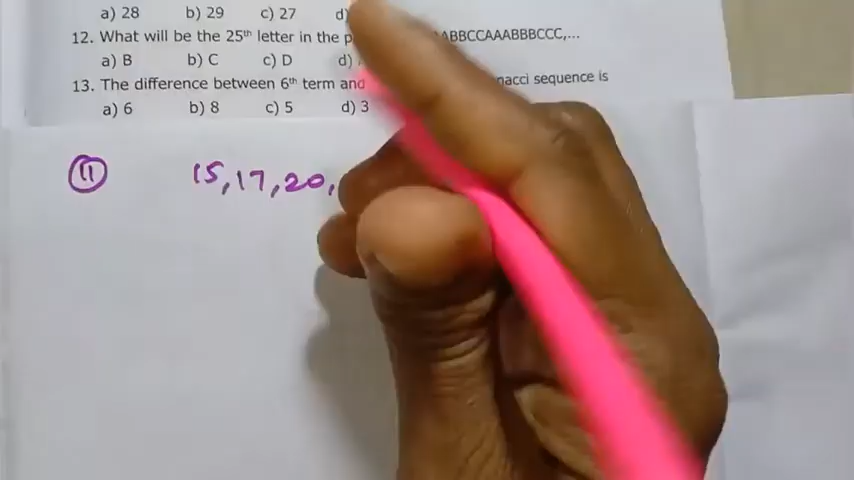 a) 28 b) 29 c) 27 d)
12. What will be the 25th letter in the p ABBCCAAABBBCCC,...
a) B b) C c) D d)
13. The difference between 6th term and nacci sequence is
a) 6 b) 8 c) 5 d) 3
11 15, 17, 20,